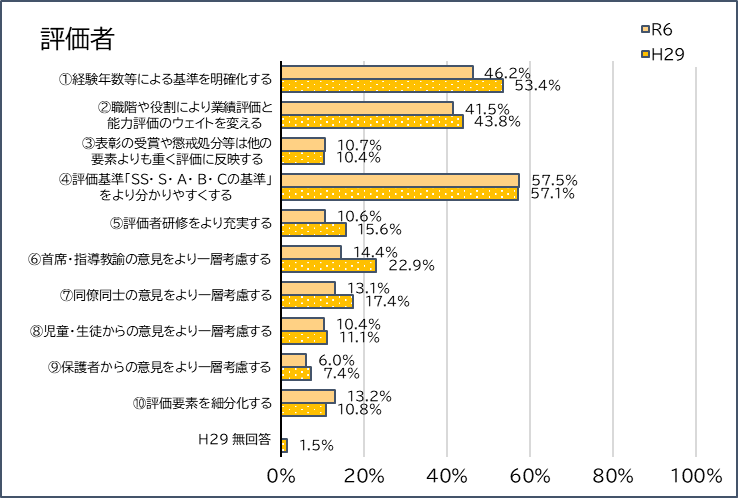 評価者
R6
H29
①経験年数等による基準を明確化する
46.2%
53.4%
②職階や役割により業績評価と
能力評価のウェイトを変える
41.5%
43.8%
③表彰の受賞や懲戒処分等は他の
要素よりも重く評価に反映する
10.7%
10.4%
④評価基準「SS・S・A・B・Cの基準」
をより分かりやすくする
57.5%
57.1%
⑤評価者研修をより充実する
10.6%
15.6%
⑥首席・指導教諭の意見をより一層考慮する
14.4%
22.9%
⑦同僚同士の意見をより一層考慮する
13.1%
17.4%
⑧児童・生徒からの意見をより一層考慮する
10.4%
11.1%
⑨保護者からの意見をより一層考慮する
6.0%
7.4%
⑩評価要素を細分化する
13.2%
10.8%
H29 無回答
1.5%
0% 20% 40% 60% 80% 100%